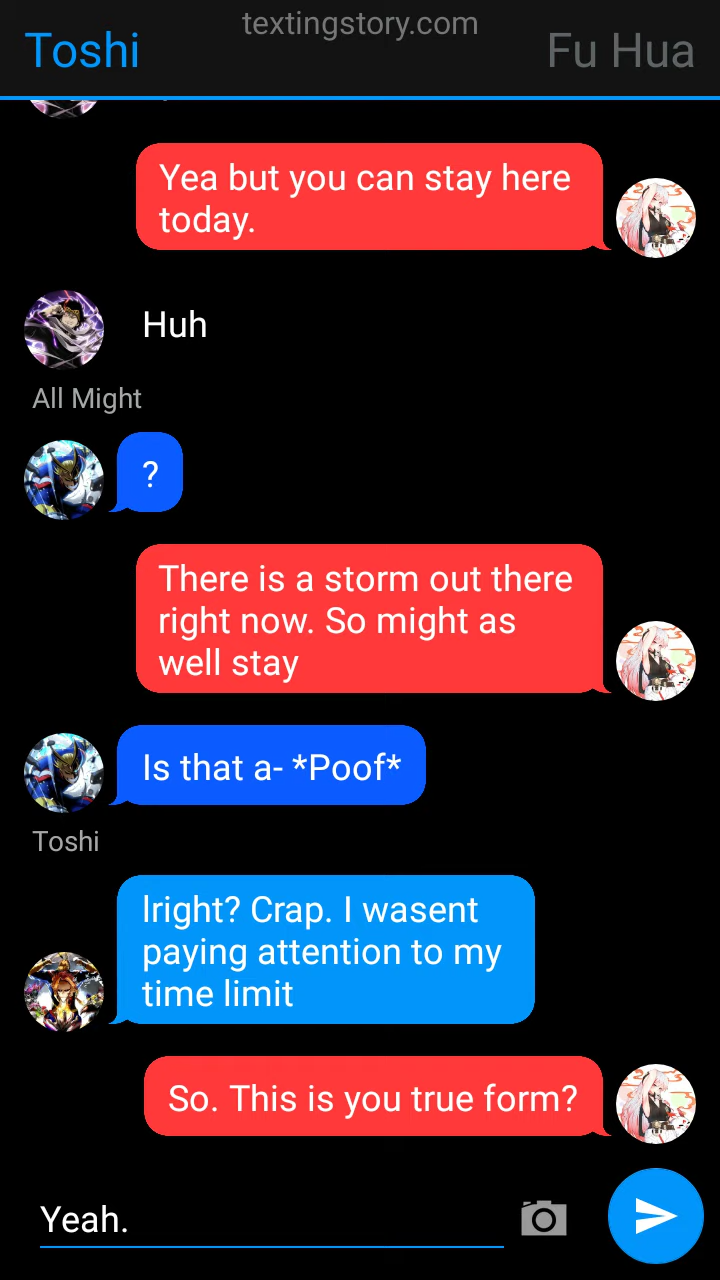 textingstory.com
Toshi
Fu Hua
Yea but you can stay here
today.
Huh
All Might
?
There is a storm out there
right now. So might as
well stay
Is that a- *Poof*
Toshi
lright? Crap. I wasent
paying attention to my
time limit
So. This is you true form?
Yeah.